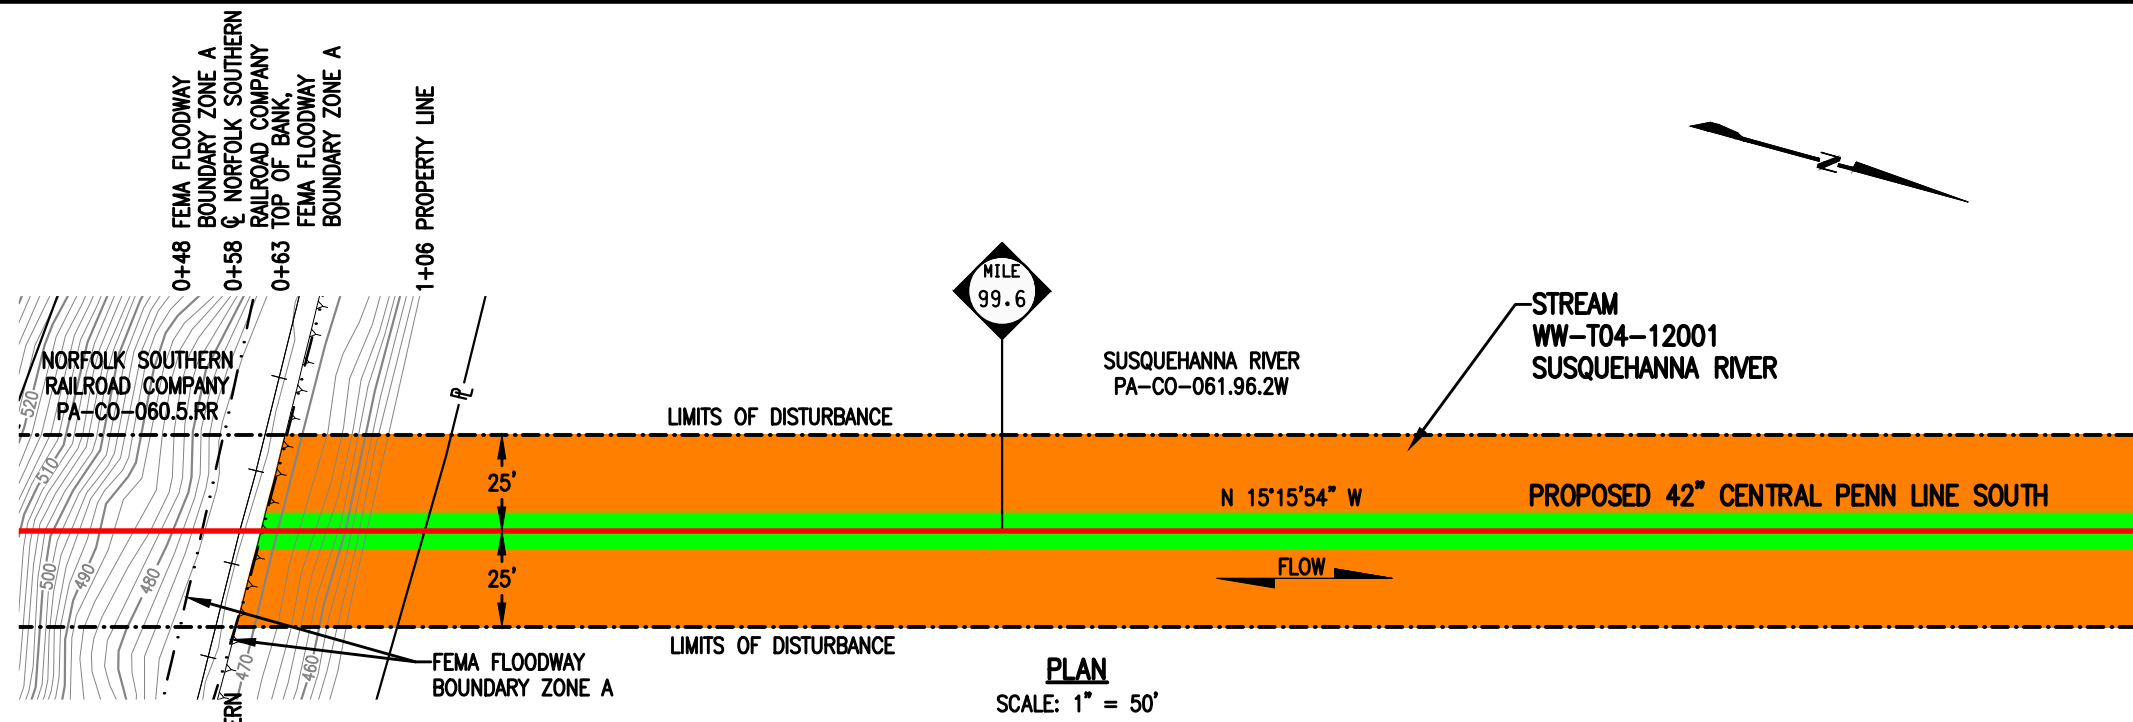 0+48 FEMA FLOODWAY
BOUNDARY ZONE A
0+58 ℄ NORFOLK SOUTHERN
RAILROAD COMPANY
0+63 TOP OF BANK,
FEMA FLOODWAY
BOUNDARY ZONE A
1+06 PROPERTY LINE
N
MILE
99.6
STREAM
WW-T04-12001
SUSQUEHANNA RIVER
NORFOLK SOUTHERN
RAILROAD COMPANY
PA-CO-060.5.RR
SUSQUEHANNA RIVER
PA-CO-061.96.2W
520
PL
LIMITS OF DISTURBANCE
510
25'
N 15°15'54" W
PROPOSED 42" CENTRAL PENN LINE SOUTH
500
490
480
25'
FLOW
LIMITS OF DISTURBANCE
470
460
FEMA FLOODWAY
BOUNDARY ZONE A
PLAN
SCALE: 1" = 50'